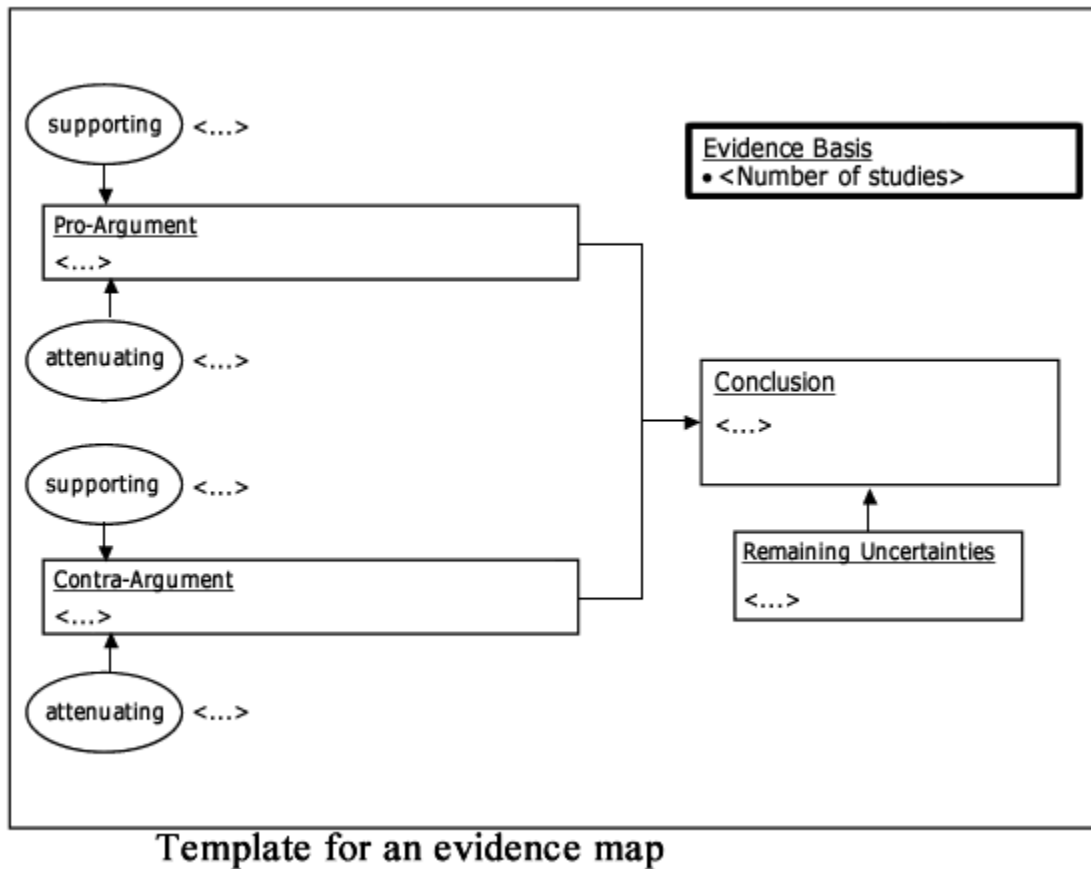 supporting <...>
Evidence Basis
• <Number of studies>
Pro-Argument
<...>
attenuating <...>
Conclusion
<...>
supporting <...>
Remaining Uncertainties
<...>
Contra-Argument
<...>
attenuating <...>
Template for an evidence map